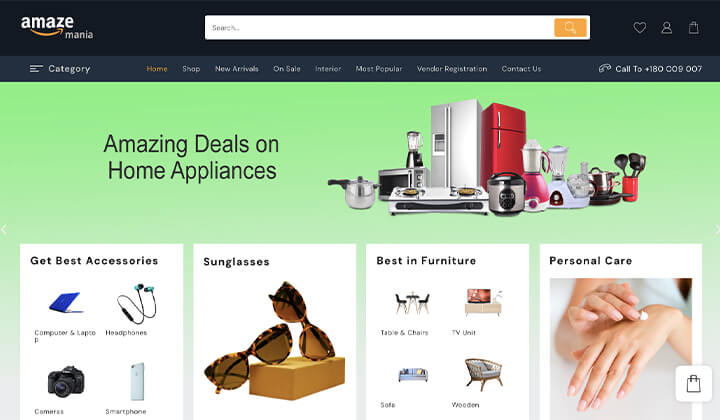 amaze
mania
Search...
Category
Home
Shop
New Arrivals
On Sale
Interior
Most Popular
Vendor Registration
Contact Us
Call To +180 009 007
Amazing Deals on
Home Appliances
Get Best Accessories
Computer & Lapto
p
Headphones
Cameras
Smartphone
Sunglasses
Best in Furniture
Table & Chairs
TV Unit
Sofa
Wooden
Personal Care